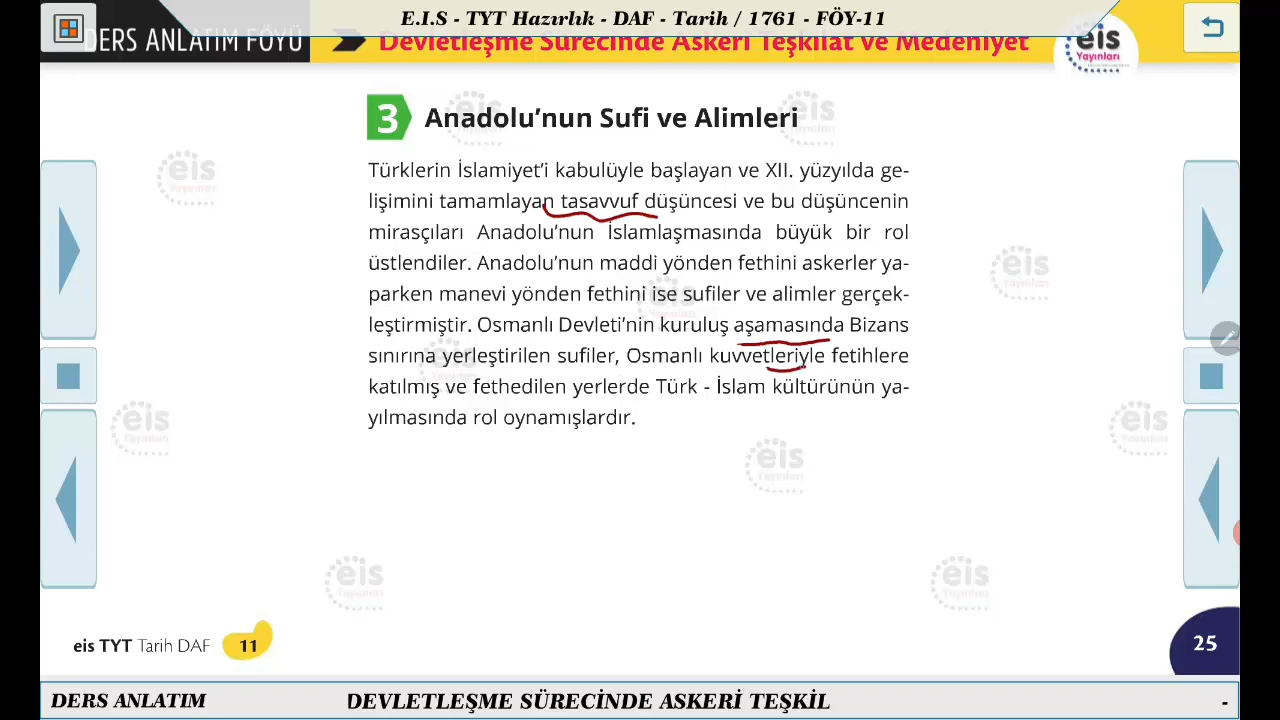 E.I.S - TYT Hazırlık - DAF - Tarih / 1761 - FÖY-11
DERS ANLATIM FÖYÜ
Devletleşme Sürecinde Askeri Teşkilat ve Medeniyet
eis
Yayınları
3 Anadolu'nun Sufi ve Alimleri
Türklerin İslamiyet'i kabulüyle başlayan ve XII. yüzyılda ge-
lişimini tamamlayan tasavvuf düşüncesi ve bu düşüncenin
mirasçıları Anadolu'nun İslamlaşmasında büyük bir rol
üstlendiler. Anadolu'nun maddi yönden fethini askerler ya-
parken manevi yönden fethini ise sufiler ve alimler gerçek-
leştirmiştir. Osmanlı Devleti'nin kuruluş aşamasında Bizans
sınırına yerleştirilen sufiler, Osmanlı kuvvetleriyle fetihlere
katılmış ve fethedilen yerlerde Türk - İslam kültürünün ya-
yılmasında rol oynamışlardır.
eis TYT Tarih DAF 11
25
DERS ANLATIM DEVLETLEŞME SÜRECİNDE ASKERİ TEŞKİL -